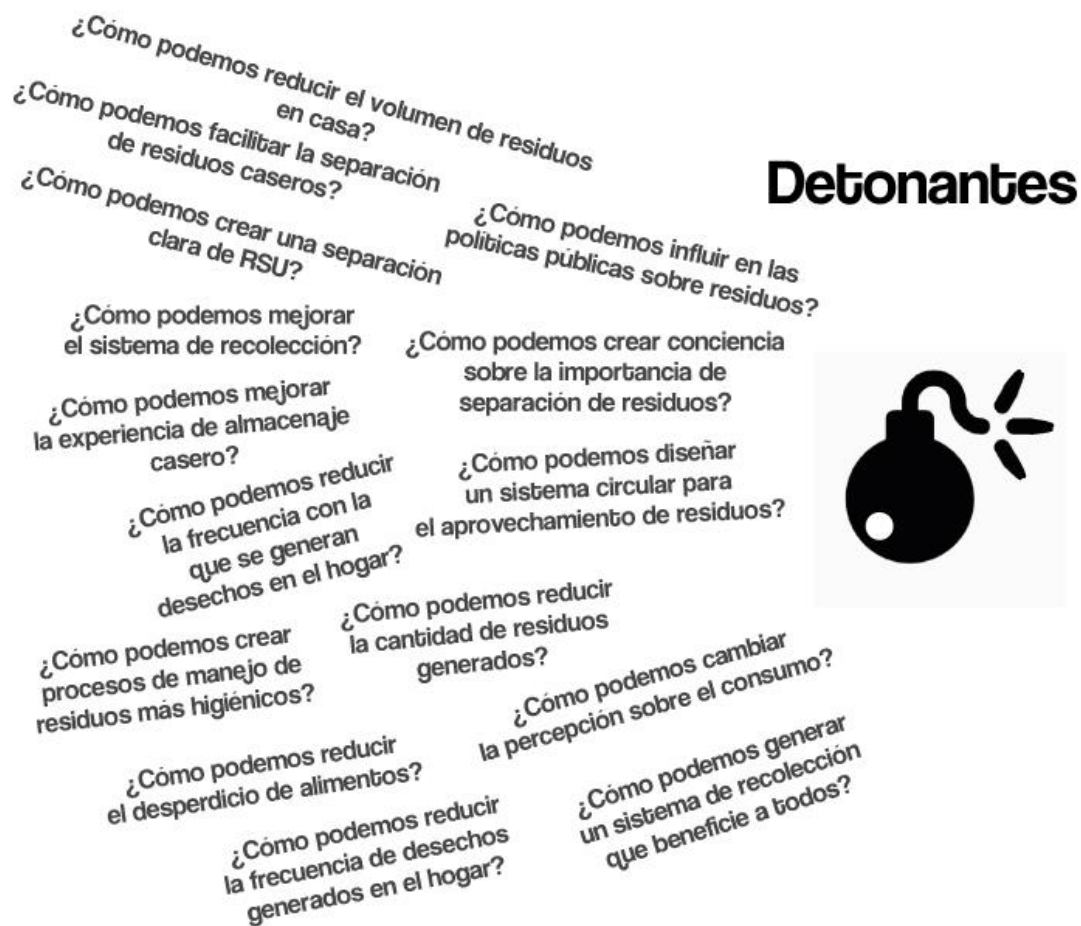 ¿Cómo podemos reducir el volumen de residuos
en casa?
¿Cómo podemos facilitar la separación
de residuos caseros?
¿Cómo podemos crear una separación
clara de RSU?
Detonantes
¿Cómo podemos influir en las
políticas públicas sobre residuos?
¿Cómo podemos mejorar
el sistema de recolección?
¿Cómo podemos crear conciencia
sobre la importancia de
separación de residuos?
¿Cómo podemos mejorar
la experiencia de almacenaje
casero?
¿Cómo podemos diseñar
un sistema circular para
el aprovechamiento de residuos?
¿Cómo podemos reducir
la frecuencia con la
que se generan
desechos en el hogar?
¿Cómo podemos reducir
la cantidad de residuos
generados?
¿Cómo podemos crear
procesos de manejo de
residuos más higiénicos?
¿Cómo podemos cambiar
la percepción sobre el consumo?
¿Cómo podemos reducir
el desperdicio de alimentos?
¿Cómo podemos generar
un sistema de recolección
que beneficie a todos?
¿Cómo podemos reducir
la frecuencia de desechos
generados en el hogar?